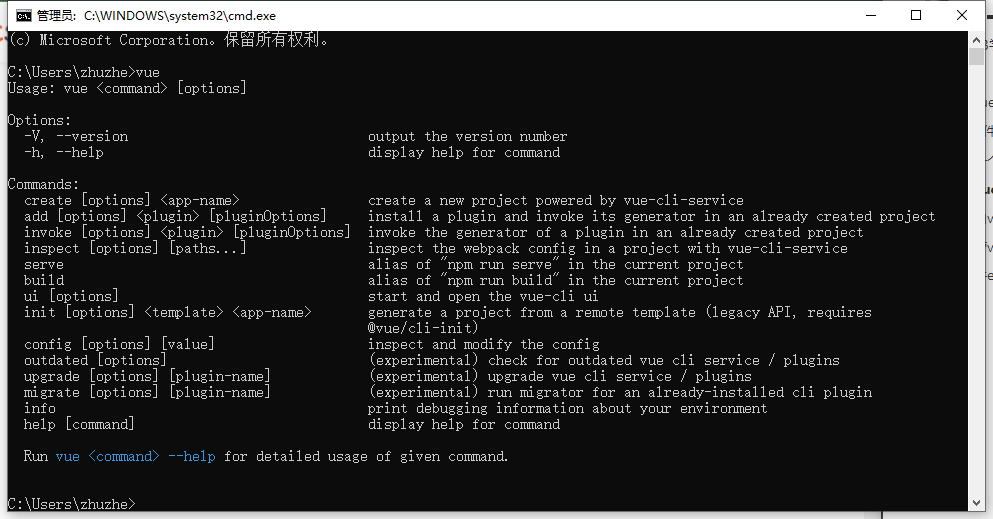 管理员: C:\WINDOWS\system32\cmd.exe
(c) Microsoft Corporation。保留所有权利。
C:\Users\zhuzhe>vue
Usage: vue <command> [options]
Options:
-V, --version output the version number
-h, --help display help for command
Commands:
create [options] <app-name> create a new project powered by vue-cli-service
add [options] <plugin> [pluginOptions] install a plugin and invoke its generator in an already created project
invoke [options] <plugin> [pluginOptions] invoke the generator of a plugin in an already created project
inspect [options] [paths...] inspect the webpack config in a project with vue-cli-service
serve alias of "npm run serve" in the current project
build alias of "npm run build" in the current project
ui [options] start and open the vue-cli ui
init [options] <template> <app-name> generate a project from a remote template (legacy API, requires
@vue/cli-init)
config [options] [value] inspect and modify the config
outdated [options] (experimental) check for outdated vue cli service / plugins
upgrade [options] [plugin-name] (experimental) upgrade vue cli service / plugins
migrate [options] [plugin-name] (experimental) run migrator for an already-installed cli plugin
info print debugging information about your environment
help [command] display help for command
Run vue <command> --help for detailed usage of given command.
C:\Users\zhuzhe>